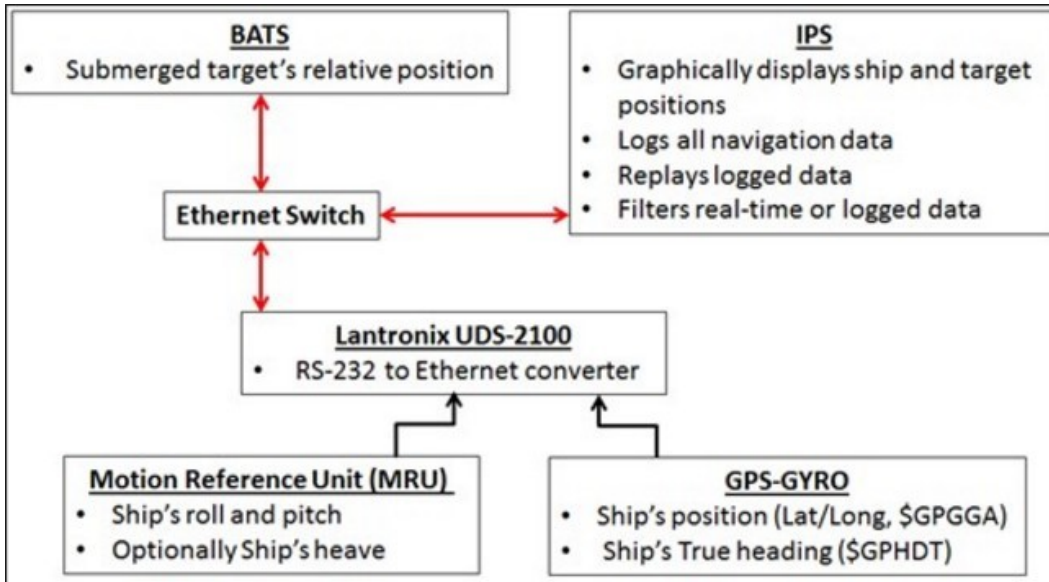 BATS
• Submerged target's relative position
IPS
• Graphically displays ship and target
positions
• Logs all navigation data
• Replays logged data
• Filters real-time or logged data
Ethernet Switch
Lantronix UDS-2100
• RS-232 to Ethernet converter
Motion Reference Unit (MRU)
• Ship's roll and pitch
• Optionally Ship's heave
GPS-GYRO
• Ship's position (Lat/Long, $GPGGA)
• Ship's True heading ($GPHDT)